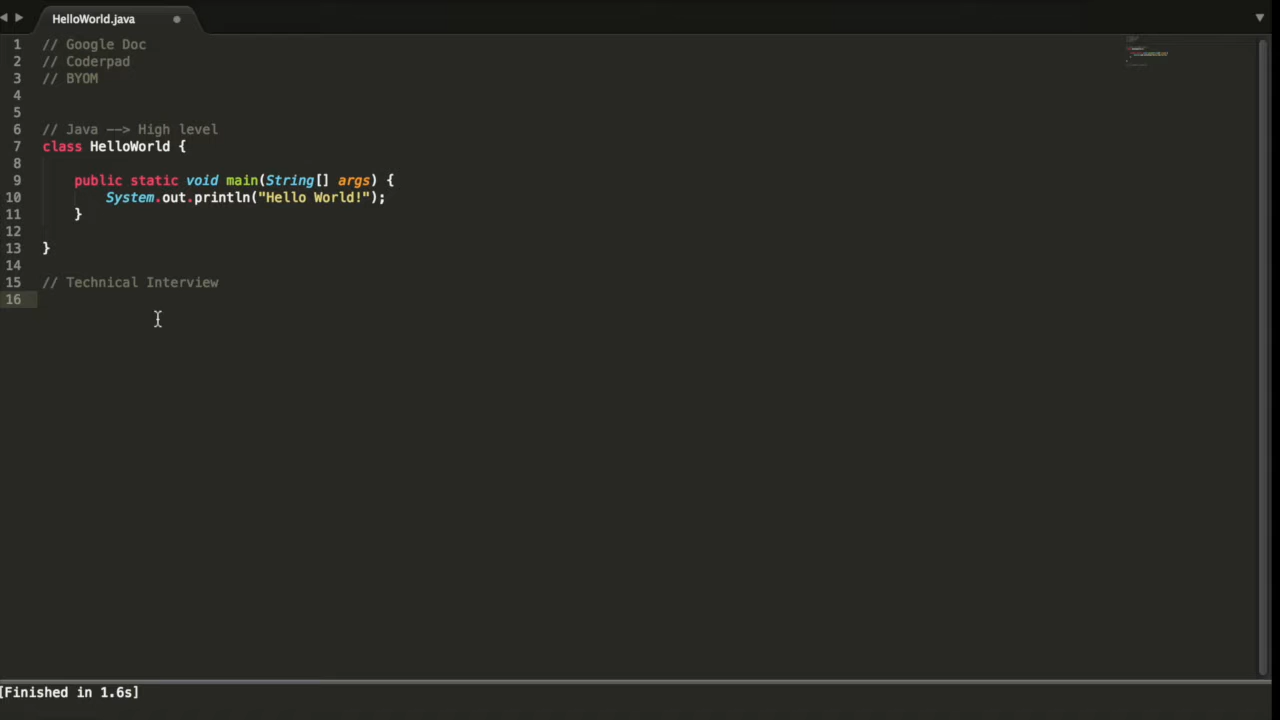 HelloWorld.java
1 // Google Doc
2 // Coderpad
3 // BYOM
4
5
6 // Java --> High level
7 class HelloWorld {
8
9 public static void main(String[] args) {
10 System.out.println("Hello World!");
11 }
12
13 }
14
15 // Technical Interview
16
[Finished in 1.6s]